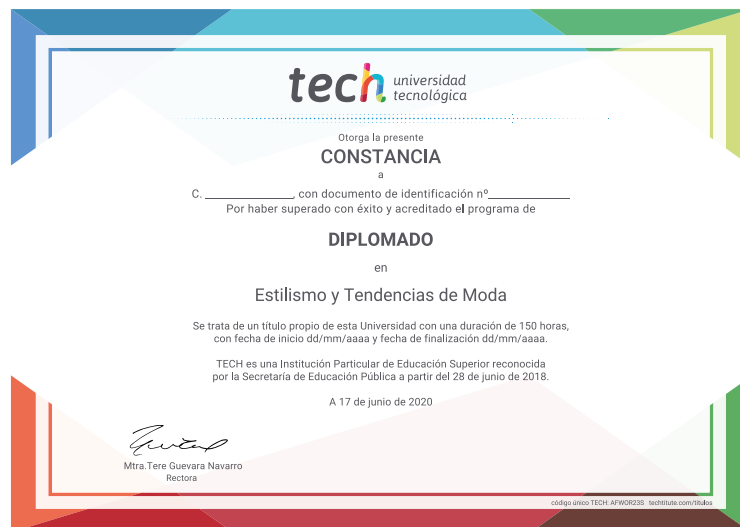 tech universidad
tecnológica
Otorga la presente
CONSTANCIA
a
C. ______________, con documento de identificación nº_____________
Por haber superado con éxito y acreditado el programa de
DIPLOMADO
en
Estilismo y Tendencias de Moda
Se trata de un título propio de esta Universidad con una duración de 150 horas,
con fecha de inicio dd/mm/aaaa y fecha de finalización dd/mm/aaaa.
TECH es una Institución Particular de Educación Superior reconocida
por la Secretaría de Educación Pública a partir del 28 de junio de 2018.
A 17 de junio de 2020
Mtra.Tere Guevara Navarro
Rectora
código único TECH: AFWOR23S techtitute.com/titulos